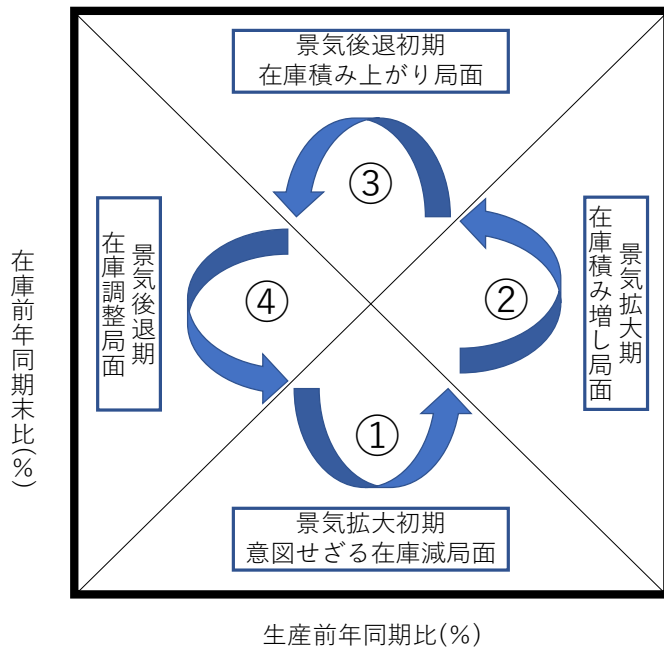 景気後退初期
在庫積み上がり局面
③
景気後退期
在庫調整局面
④
②
景気拡大期
在庫積み増し局面
①
景気拡大初期
意図せざる在庫減局面
在庫前年同期末比(%)
生産前年同期比(%)